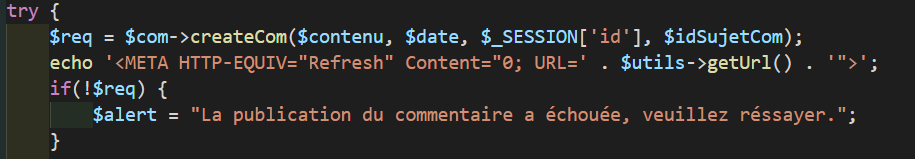 try {
$req = $com->createCom($contenu, $date, $_SESSION['id'], $idSujetCom);
echo '<META HTTP-EQUIV="Refresh" Content="0; URL=' . $utils->getUrl() . '">';
if(!$req) {
$alert = "La publication du commentaire a échouée, veuillez réssayer.";
}